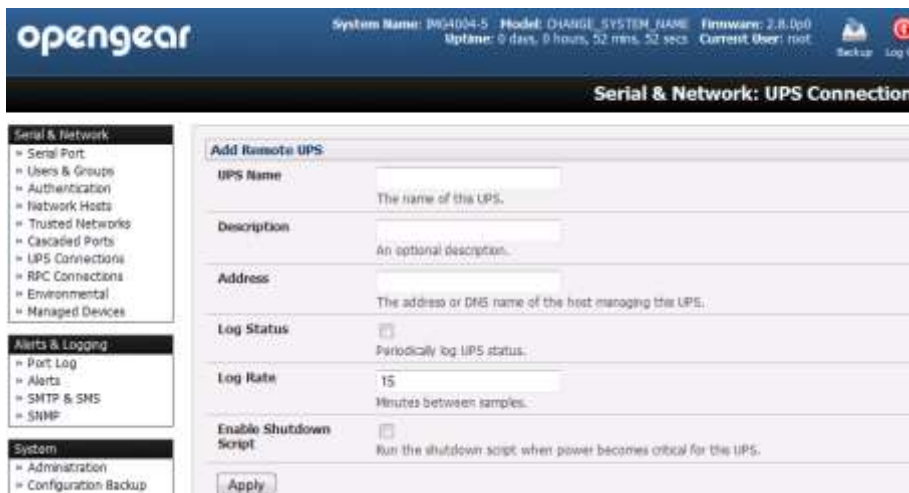 opengear
System Name: IMG4004-5 Model: CHANGE_SYSTEM_NAME Firmware: 2.8.0p0
Uptime: 0 days, 0 hours, 52 mins, 52 secs Current User: root
Backup Log
Serial & Network: UPS Connection
Serial & Network
» Serial Port
» Users & Groups
» Authentication
» Network Hosts
» Trusted Networks
» Cascaded Ports
» UPS Connections
» RPC Connections
» Environmental
» Managed Devices
Alerts & Logging
» Port Log
» Alerts
» SMTP & SMS
» SNMP
System
» Administration
» Configuration Backup
Add Remote UPS
UPS Name
The name of this UPS.
Description
An optional description.
Address
The address or DNS name of the host managing this UPS.
Log Status
Periodically log UPS status.
Log Rate
15
Minutes between samples.
Enable Shutdown
Script
Run the shutdown script when power becomes critical for this UPS.
Apply